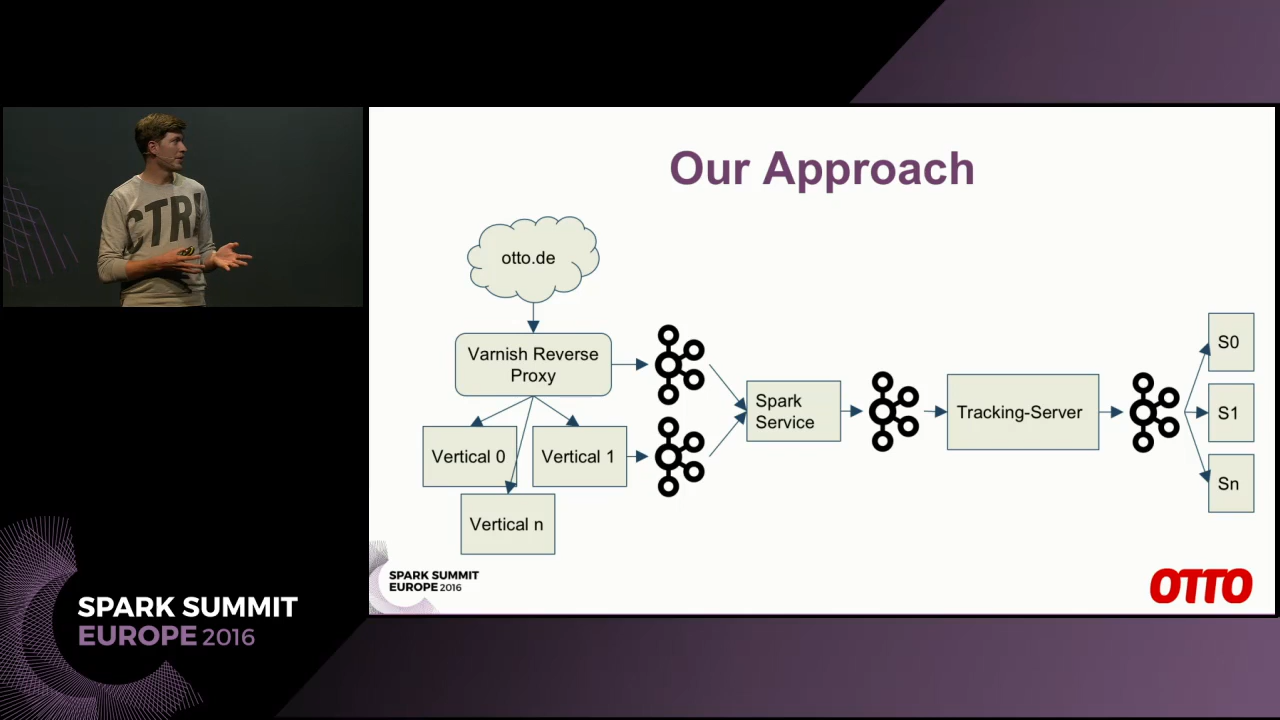 Our Approach
otto.de
Varnish Reverse
Proxy
Vertical 0
Vertical 1
Vertical n
Spark
Service
Tracking-Server
S0
S1
Sn
SPARK SUMMIT
EUROPE 2016
OTTO
CTRL
SPARK SUMMIT
EUROPE 2016